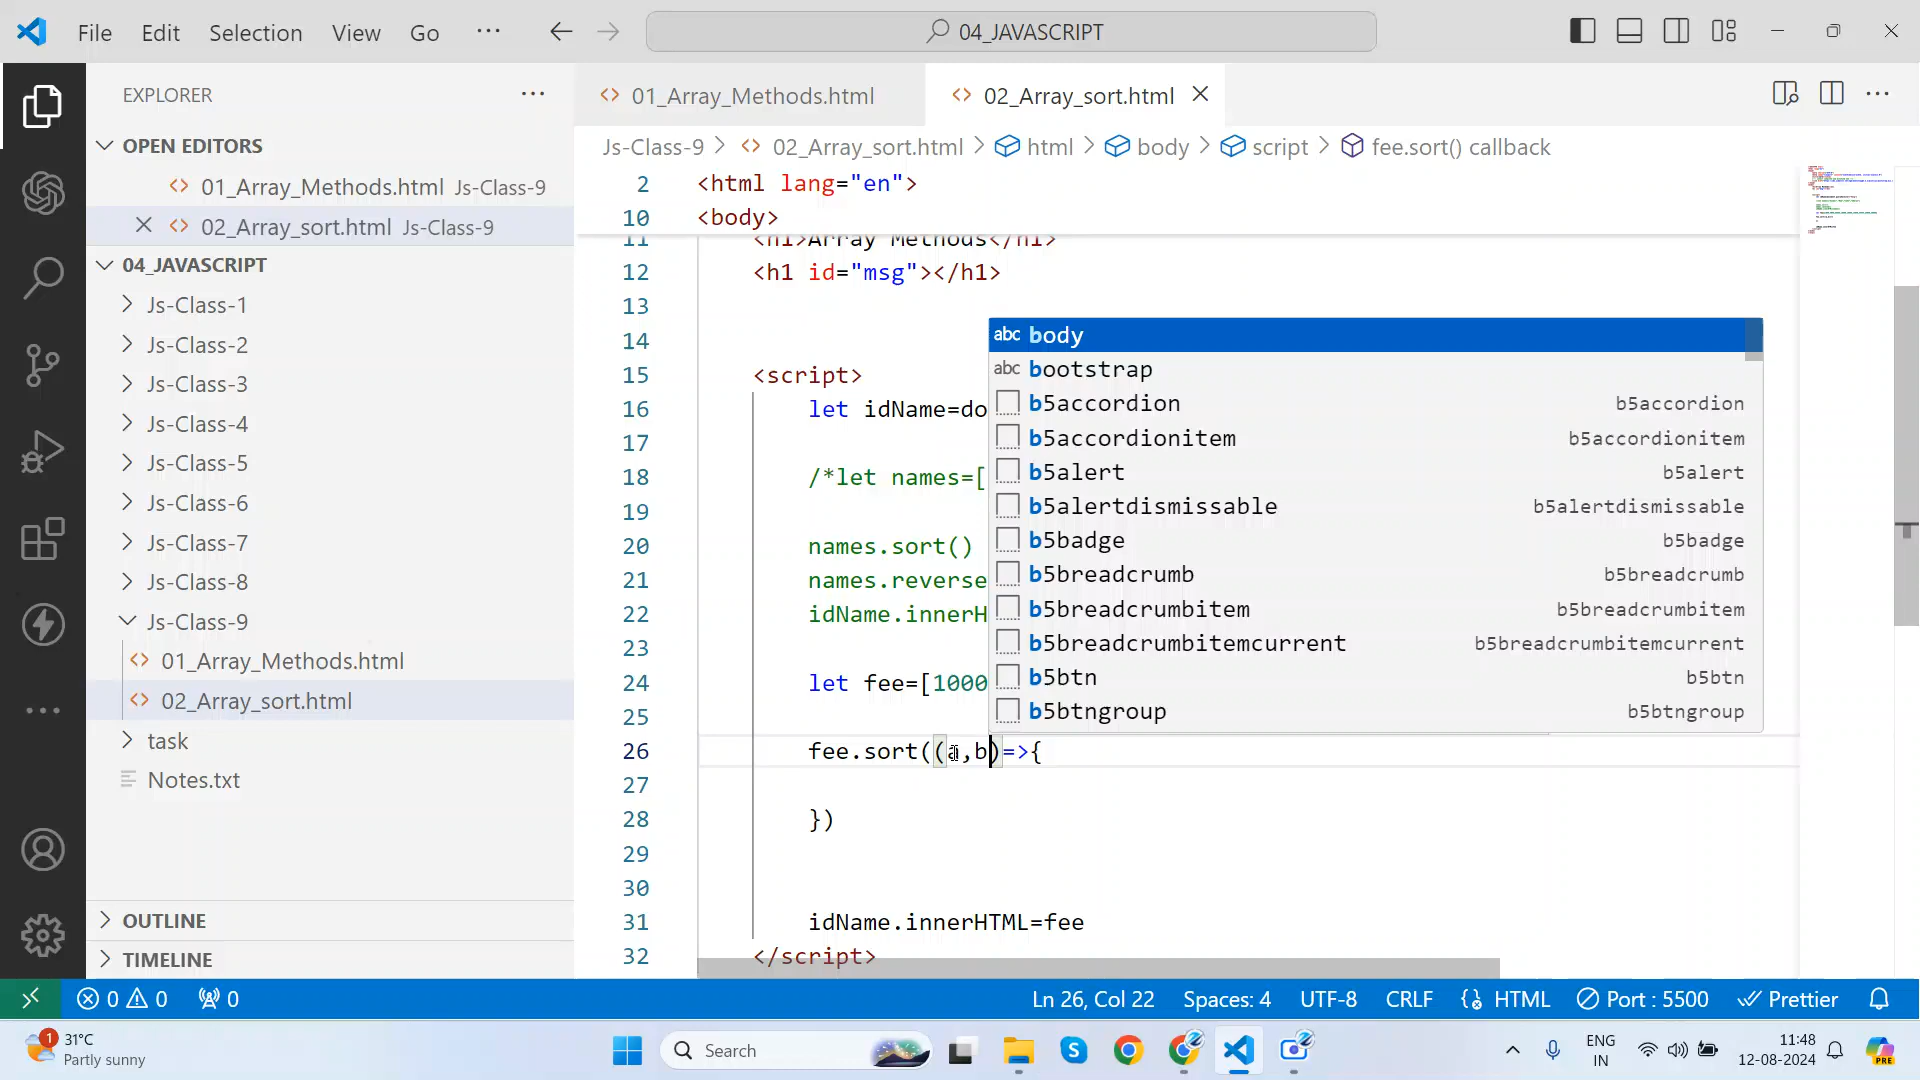 File Edit Selection View Go ··· 04_JAVASCRIPT
EXPLORER ···
OPEN EDITORS
01_Array_Methods.html Js-Class-9
02_Array_sort.html Js-Class-9
04_JAVASCRIPT
Js-Class-1
Js-Class-2
Js-Class-3
Js-Class-4
Js-Class-5
Js-Class-6
Js-Class-7
Js-Class-8
Js-Class-9
01_Array_Methods.html
02_Array_sort.html
task
Notes.txt
OUTLINE
TIMELINE
01_Array_Methods.html 02_Array_sort.html
Js-Class-9 > 02_Array_sort.html > html > body > script > fee.sort() callback
2 <html lang="en">
10 <body>
11 <h1>Array Methods</h1>
12 <h1 id="msg"></h1>
13
14
15 <script>
16 let idName=do
17
18 /*let names=[
19
20 names.sort()
21 names.reverse
22 idName.innerH
23
24 let fee=[1000
25
26 fee.sort((a,b)=>{
27
28 })
29
30
31 idName.innerHTML=fee
32 </script>
abc body
abc bootstrap
b5accordion b5accordion
b5accordionitem b5accordionitem
b5alert b5alert
b5alertdismissable b5alertdismissable
b5badge b5badge
b5breadcrumb b5breadcrumb
b5breadcrumbitem b5breadcrumbitem
b5breadcrumbitemcurrent b5breadcrumbitemcurrent
b5btn b5btn
b5btngroup b5btngroup
0 0 0 Ln 26, Col 22 Spaces: 4 UTF-8 CRLF HTML Port : 5500 Prettier
1 31°C
Partly sunny
Search
ENG
IN
11:48
12-08-2024
PRE